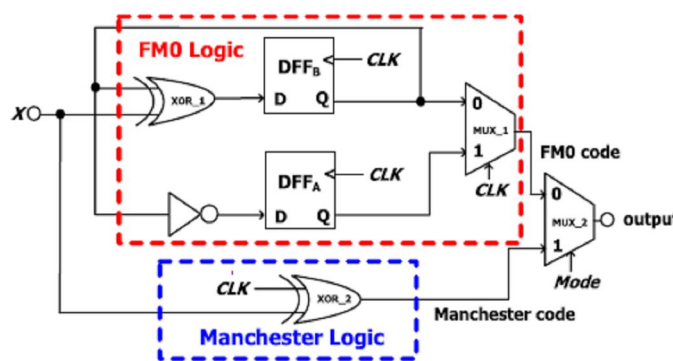 FM0 Logic
DFFB
CLK
X
XOR_1
D
Q
0
MUX_1
1
FM0 code
DFFA
CLK
CLK
D
Q
0
MUX_2
output
1
CLK
XOR_2
Mode
Manchester code
Manchester Logic